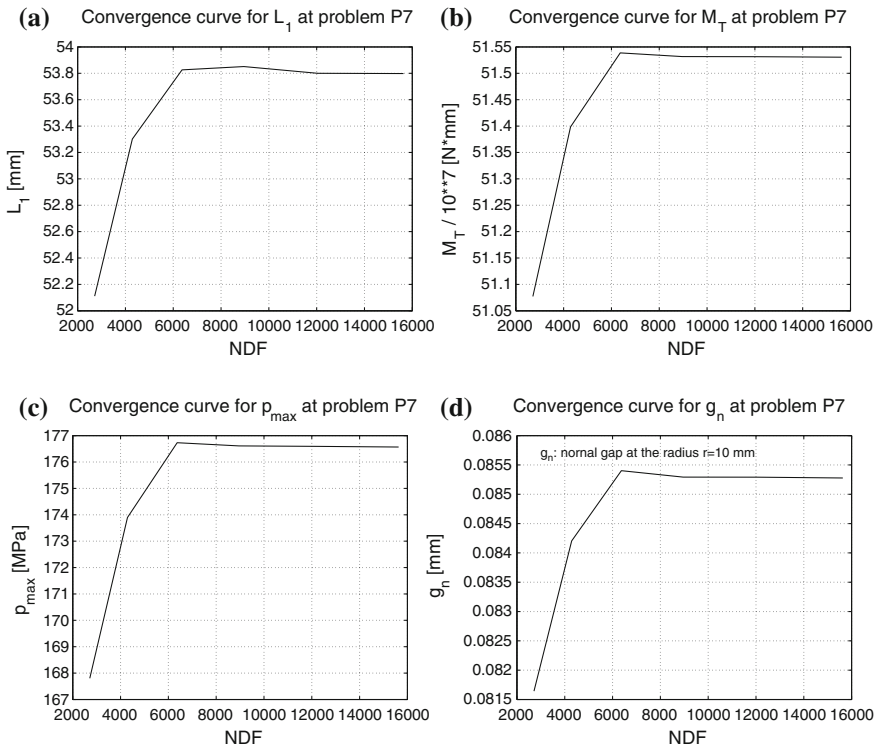 (a) Convergence curve for L1 at problem P7
54
53.8
53.6
53.4
53.2
53
52.8
52.6
52.4
52.2
52
L1 [mm]
2000 4000 6000 8000 10000 12000 14000 16000
NDF
(b) Convergence curve for MT at problem P7
51.55
51.5
51.45
51.4
51.35
51.3
51.25
51.2
51.15
51.1
51.05
MT / 10**7 [N*mm]
2000 4000 6000 8000 10000 12000 14000 16000
NDF
(c) Convergence curve for pmax at problem P7
177
176
175
174
173
172
171
170
169
168
167
pmax [MPa]
2000 4000 6000 8000 10000 12000 14000 16000
NDF
(d) Convergence curve for gn at problem P7
gn: nornal gap at the radius r=10 mm
0.086
0.0855
0.085
0.0845
0.084
0.0835
0.083
0.0825
0.082
0.0815
gn [mm]
2000 4000 6000 8000 10000 12000 14000 16000
NDF